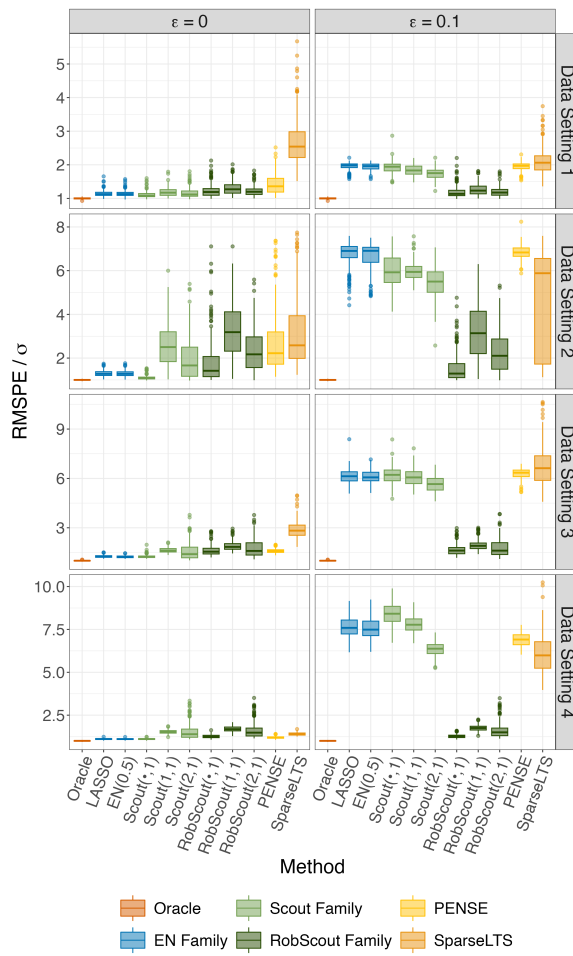 ε = 0
ε = 0.1
RMSPE / σ
5
4
3
2
1
Data Setting 1
8
6
4
2
Data Setting 2
9
6
3
Data Setting 3
10.0
7.5
5.0
2.5
Data Setting 4
Oracle
LASSO
EN(0.5)
Scout(•,1)
Scout(1,1)
Scout(2,1)
RobScout(•,1)
RobScout(1,1)
RobScout(2,1)
PENSE
SparseLTS
Oracle
LASSO
EN(0.5)
Scout(•,1)
Scout(1,1)
Scout(2,1)
RobScout(•,1)
RobScout(1,1)
RobScout(2,1)
PENSE
SparseLTS
Method
Oracle
Scout Family
PENSE
EN Family
RobScout Family
SparseLTS